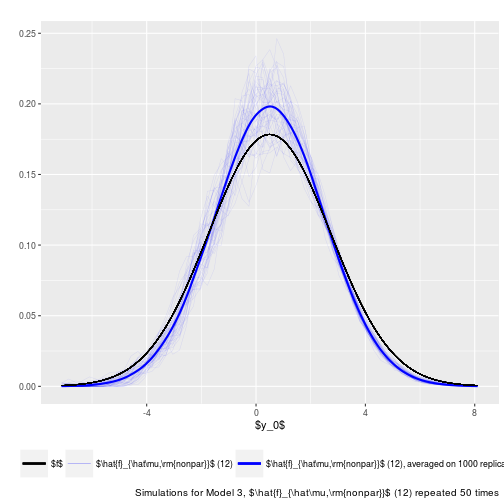 0.25
0.20
0.15
0.10
0.05
0.00
-4 0 4 8
$y_0$
$f$ $\hat{f}_{\hat\mu,\rm{nonpar}}$ (12) $\hat{f}_{\hat\mu,\rm{nonpar}}$ (12), averaged on 1000 replica
Simulations for Model 3, $\hat{f}_{\hat\mu,\rm{nonpar}}$ (12) repeated 50 times